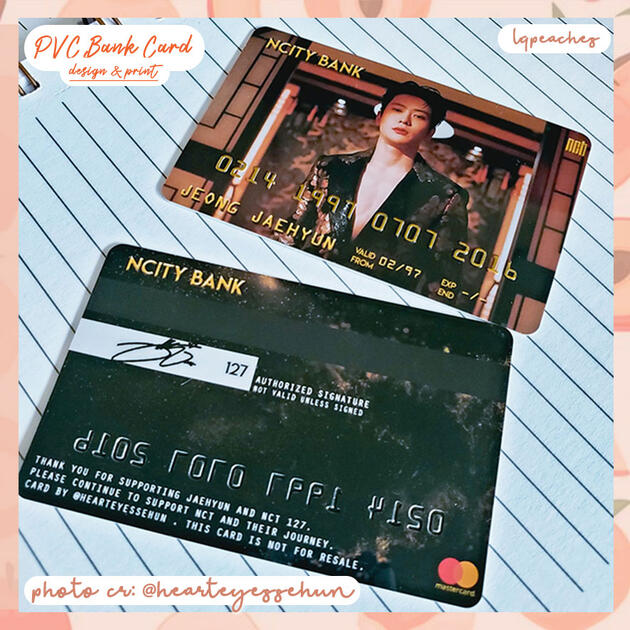 PVC Bank Card
design & print
lqpeaches
NCITY BANK
nct
0214 1997 0707 2016
JEONG JAEHYUN
VALID FROM 02/97 EXP END -/-
NCITY BANK
127
AUTHORIZED SIGNATURE
NOT VALID UNLESS SIGNED
THANK YOU FOR SUPPORTING JAEHYUN AND NCT 127.
PLEASE CONTINUE TO SUPPORT NCT AND THEIR JOURNEY.
CARD BY @HEARTEYESSEHUN · THIS CARD IS NOT FOR RESALE.
mastercard
photo cr: @hearteyessehun